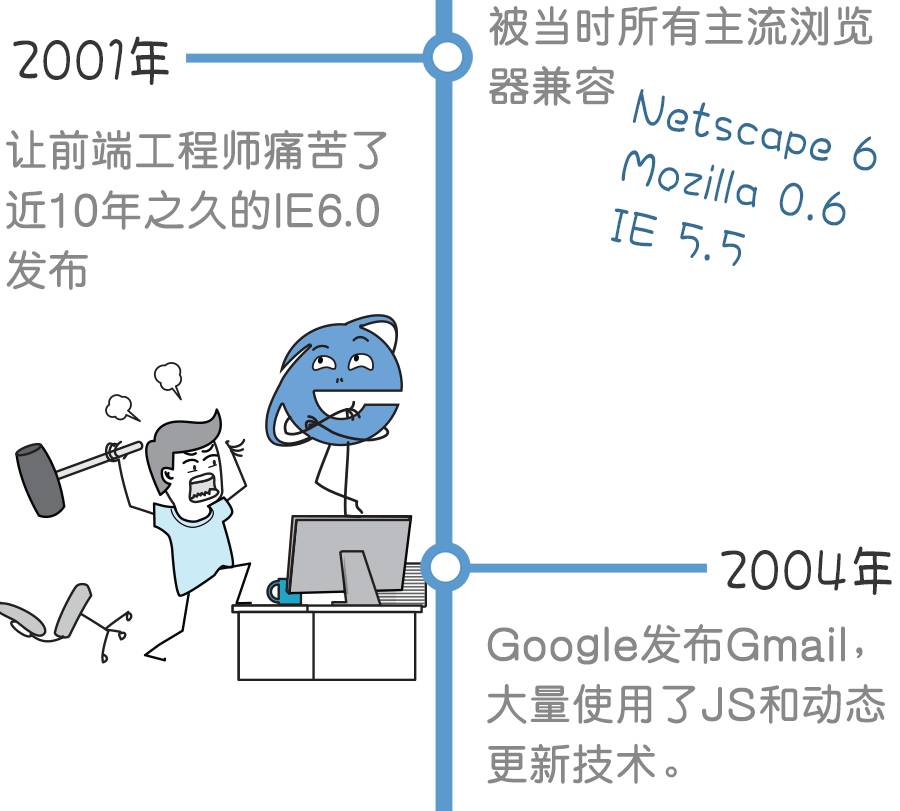 被当时所有主流浏览
器兼容
Netscape 6
Mozilla 0.6
IE 5.5
2001年
让前端工程师痛苦了
近10年之久的IE6.0
发布
2004年
Google发布Gmail，
大量使用了JS和动态
更新技术。